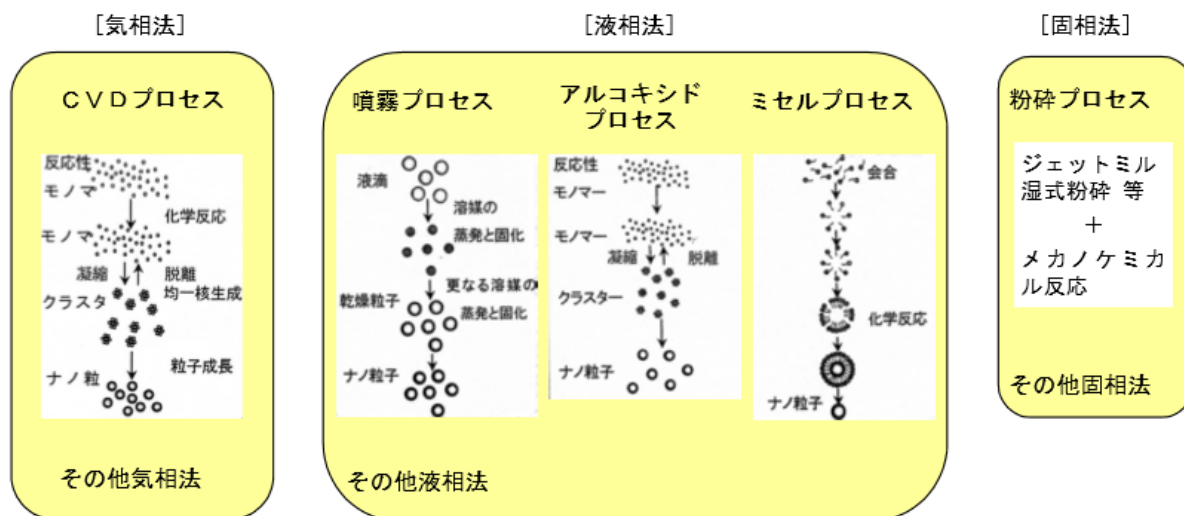 [気相法]
CVDプロセス
反応性
モノマ
化学反応
モノマ
凝縮
脱離
均一核生成
クラスタ
粒子成長
ナノ粒
その他気相法
[液相法]
噴霧プロセス
液滴
溶媒の
蒸発と固化
更なる溶媒の
乾燥粒子
蒸発と固化
ナノ粒子
アルコキシド
プロセス
反応性
モノマー
モノマー
凝縮
脱離
クラスター
ナノ粒子
ミセルプロセス
会合
化学反応
ナノ粒子
その他液相法
[固相法]
粉砕プロセス
ジェットミル
湿式粉砕 等
+
メカノケミカ
ル反応
その他固相法